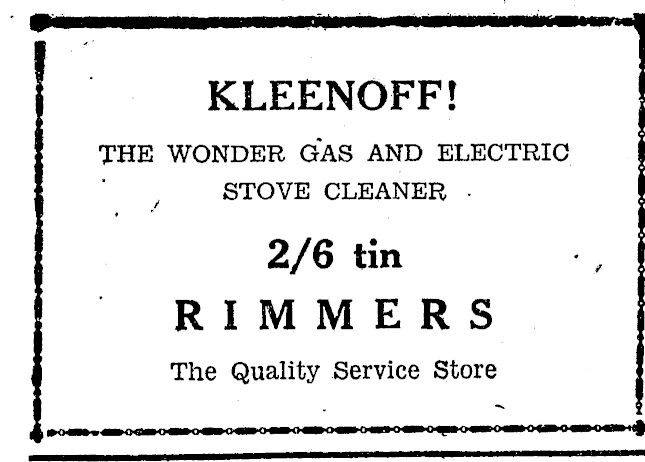 KLEENOFF!
THE WONDER GAS AND ELECTRIC
STOVE CLEANER
2/6 tin
RIMMERS
The Quality Service Store